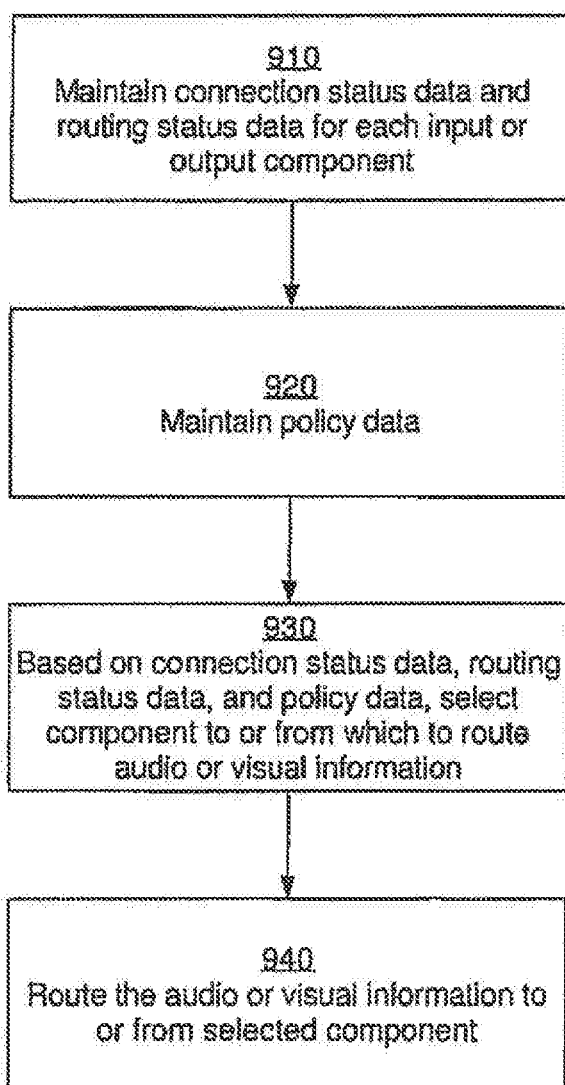 910
Maintain connection status data and
routing status data for each input or
output component
920
Maintain policy data
930
Based on connection status data, routing
status data, and policy data, select
component to or from which to route
audio or visual information
940
Route the audio or visual information to
or from selected component